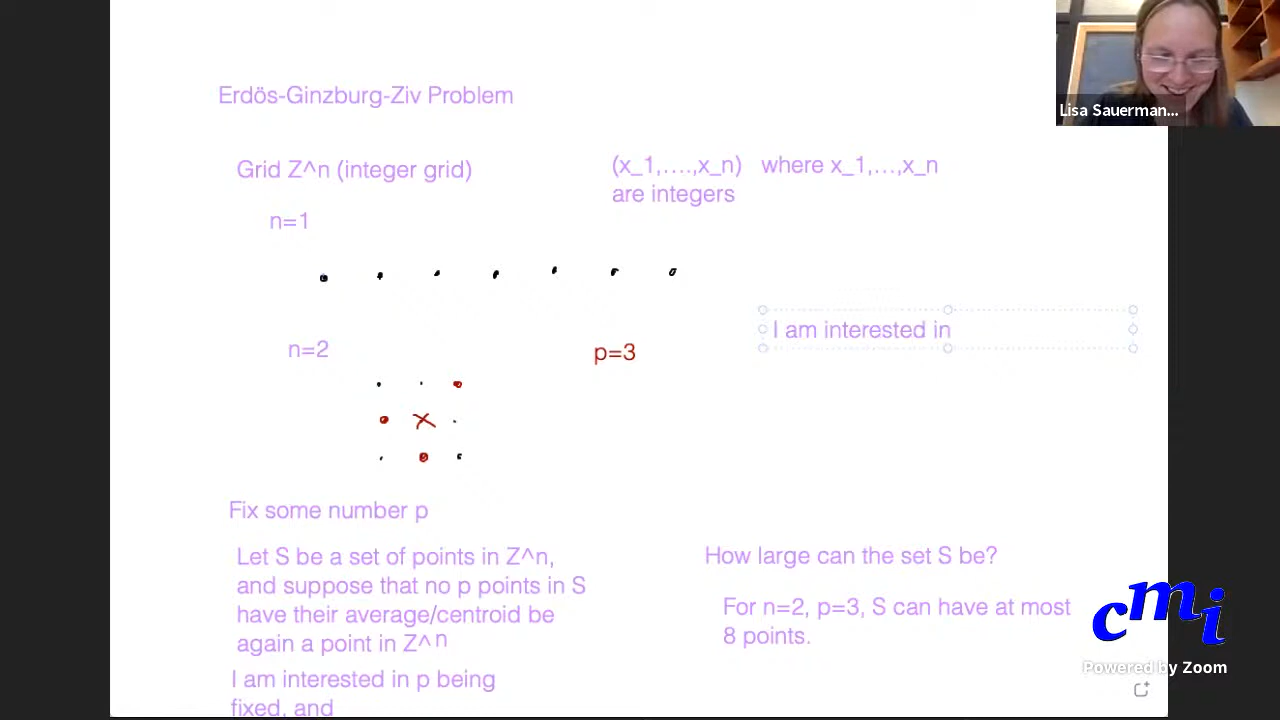 Erdös-Ginzburg-Ziv Problem
Lisa Sauerman...
Grid Z^n (integer grid)
(x_1,....,x_n) where x_1,...,x_n
are integers
n=1
I am interested in
n=2
p=3
Fix some number p
Let S be a set of points in Z^n,
and suppose that no p points in S
have their average/centroid be
again a point in Z^n
I am interested in p being
fixed, and
How large can the set S be?
For n=2, p=3, S can have at most
8 points.
cmi
Powered by Zoom